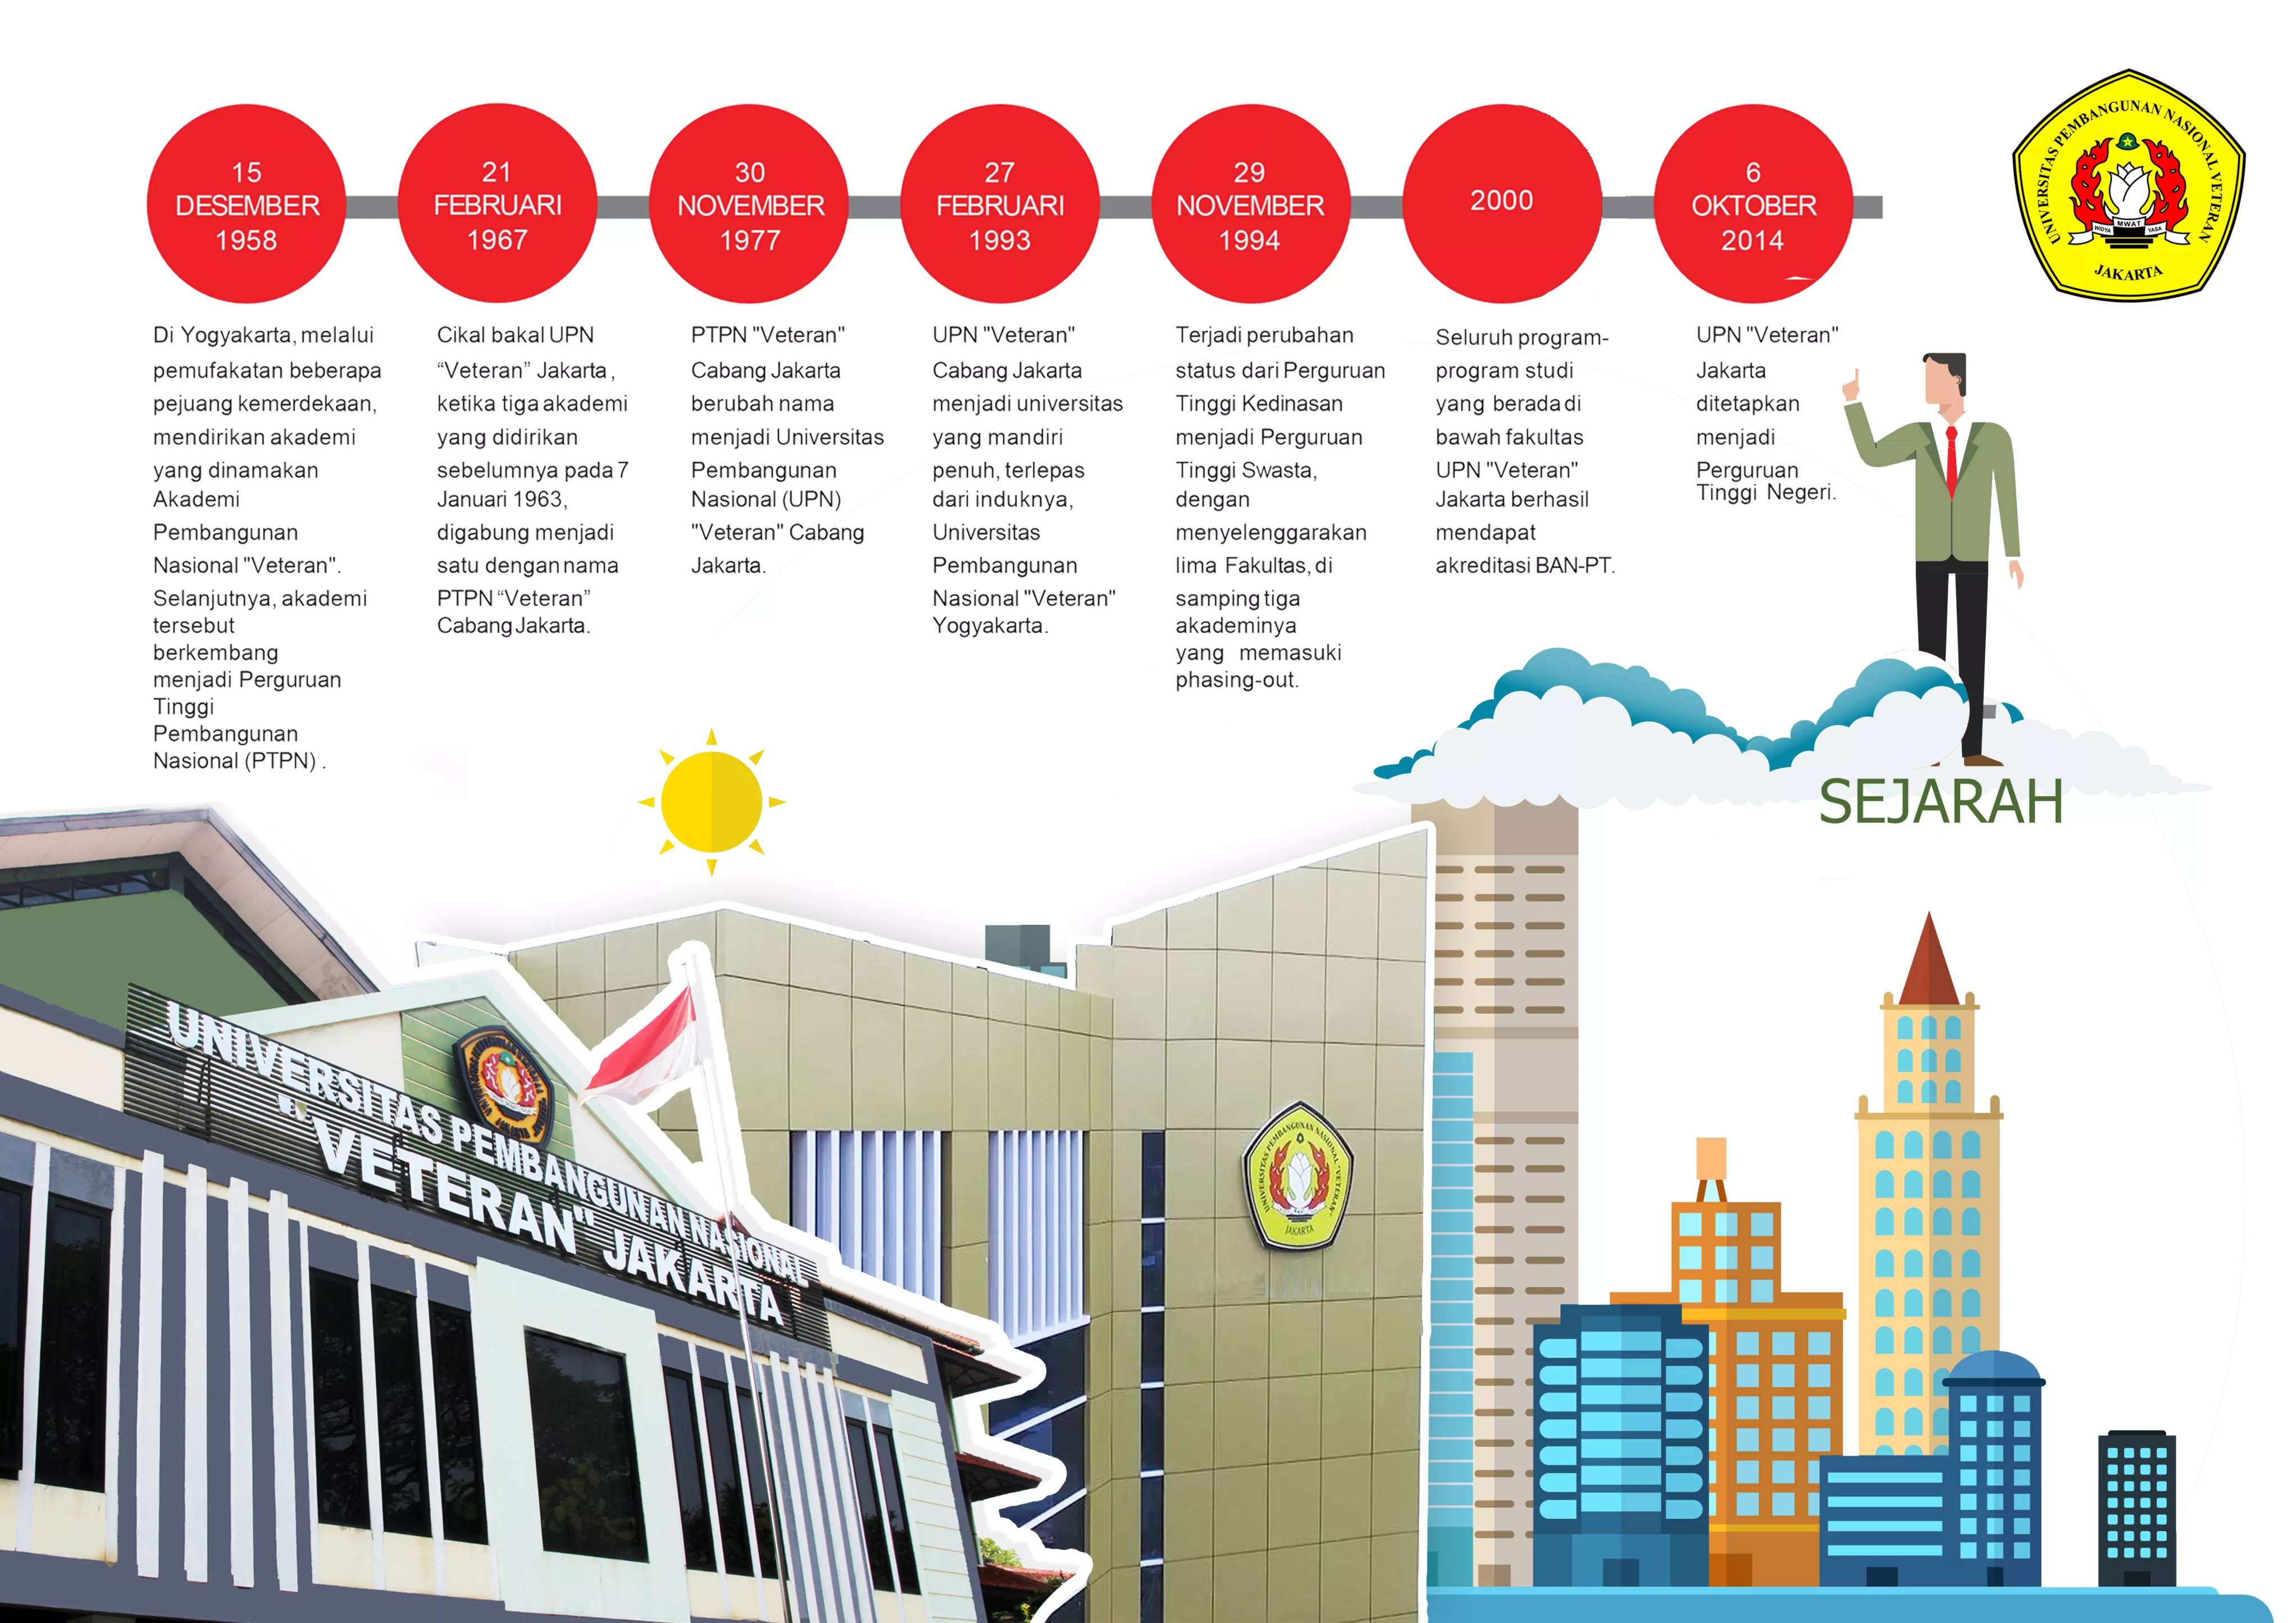 15
DESEMBER
1958
Di Yogyakarta, melalui
pemufakatan beberapa
pejuang kemerdekaan,
mendirikan akademi
yang dinamakan
Akademi
Pembangunan
Nasional "Veteran".
Selanjutnya, akademi
tersebut
berkembang
menjadi Perguruan
Tinggi
Pembangunan
Nasional (PTPN) .
21
FEBRUARI
1967
Cikal bakal UPN
“Veteran” Jakarta ,
ketika tiga akademi
yang didirikan
sebelumnya pada 7
Januari 1963,
digabung menjadi
satu dengan nama
PTPN “Veteran”
Cabang Jakarta.
30
NOVEMBER
1977
PTPN "Veteran"
Cabang Jakarta
berubah nama
menjadi Universitas
Pembangunan
Nasional (UPN)
"Veteran" Cabang
Jakarta.
27
FEBRUARI
1993
UPN "Veteran"
Cabang Jakarta
menjadi universitas
yang mandiri
penuh, terlepas
dari induknya,
Universitas
Pembangunan
Nasional "Veteran"
Yogyakarta.
29
NOVEMBER
1994
Terjadi perubahan
status dari Perguruan
Tinggi Kedinasan
menjadi Perguruan
Tinggi Swasta,
dengan
menyelenggarakan
lima Fakultas, di
samping tiga
akademinya
yang memasuki
phasing-out.
2000
Seluruh program-
program studi
yang berada di
bawah fakultas
UPN "Veteran"
Jakarta berhasil
mendapat
akreditasi BAN-PT.
6
OKTOBER
2014
UPN "Veteran"
Jakarta
ditetapkan
menjadi
Perguruan
Tinggi Negeri.
UNIVERSITAS PEMBANGUNAN NASIONAL VETERAN
WIDYA MWAT YASA
JAKARTA
SEJARAH
UNIVERSITAS PEMBANGUNAN NASIONAL
"VETERAN" JAKARTA
UNIVERSITAS PEMBANGUNAN NASIONAL "VETERAN"
JAKARTA